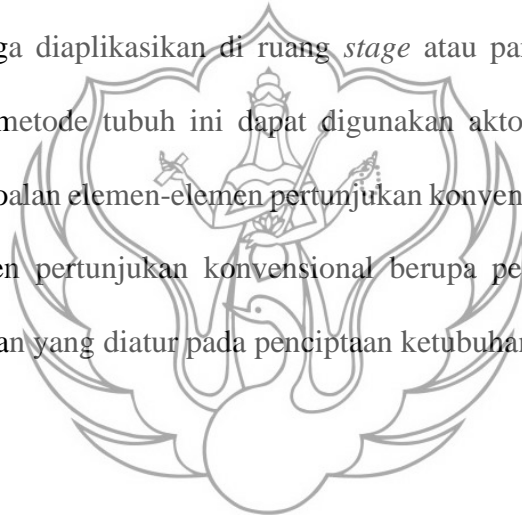 ga diaplikasikan di ruang stage atau pa
metode tubuh ini dapat digunakan akto
oalan elemen-elemen pertunjukan konven
en pertunjukan konvensional berupa pe
an yang diatur pada penciptaan ketubuhan